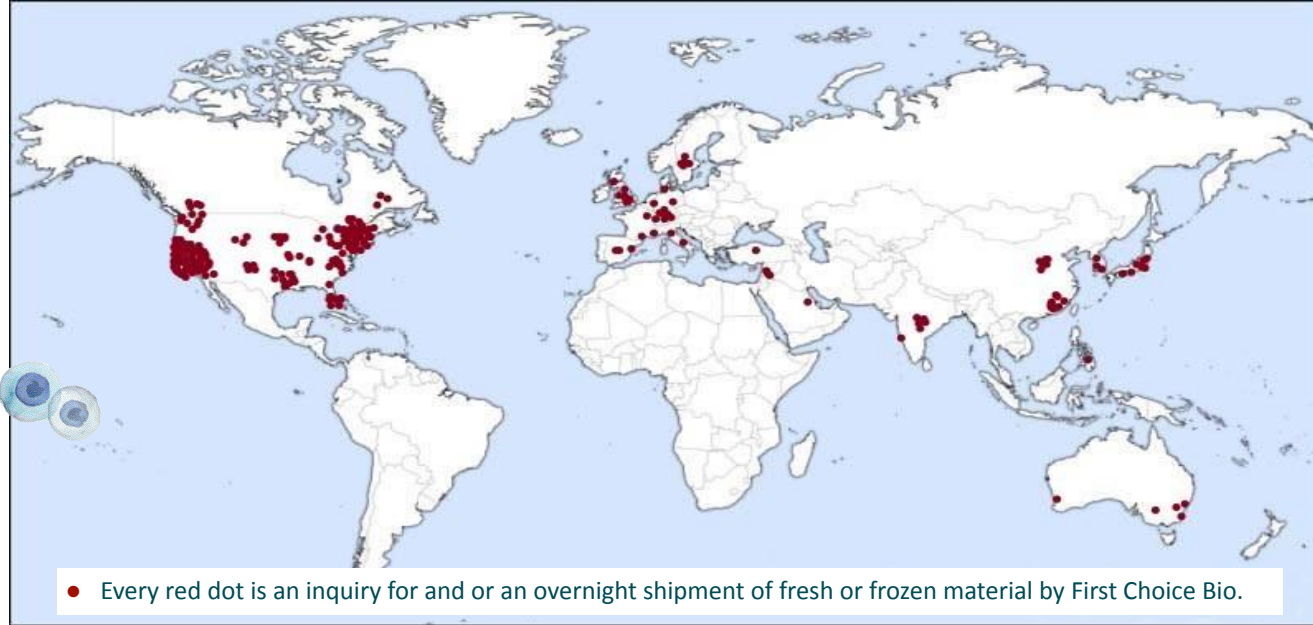 Every red dot is an inquiry for and or an overnight shipment of fresh or frozen material by First Choice Bio.